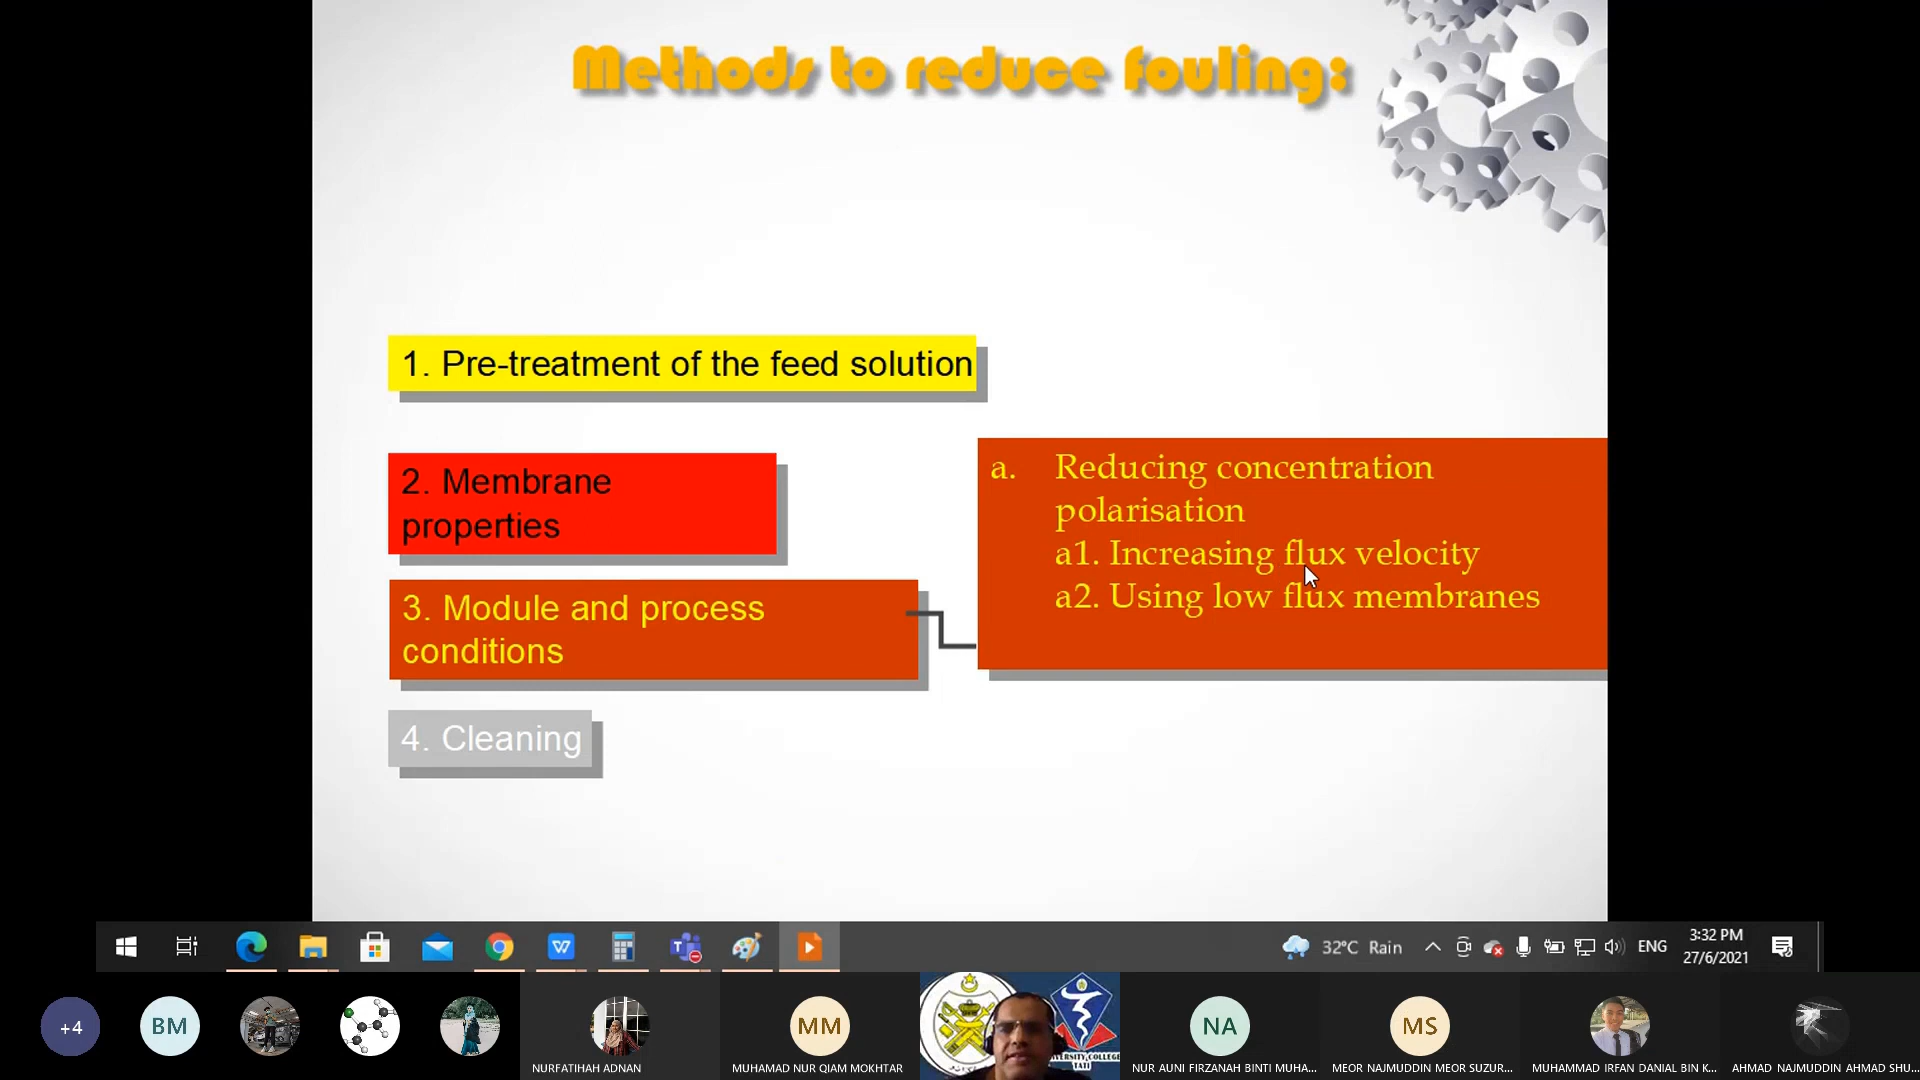 Methods to reduce fouling:
1. Pre-treatment of the feed solution
2. Membrane
properties
a. Reducing concentration
polarisation
a1. Increasing flux velocity
a2. Using low flux membranes
3. Module and process
conditions
4. Cleaning
32°C Rain
ENG
3:32 PM
27/6/2021
+4
BM
NURFATIHAH ADNAN
MM
MUHAMAD NUR QIAM MOKHTAR
NA
NUR AUNI FIRZANAH BINTI MUHA...
MS
MEOR NAJMUDDIN MEOR SUZUR...
MUHAMMAD IRFAN DANIAL BIN K...
AHMAD NAJMUDDIN AHMAD SHU...